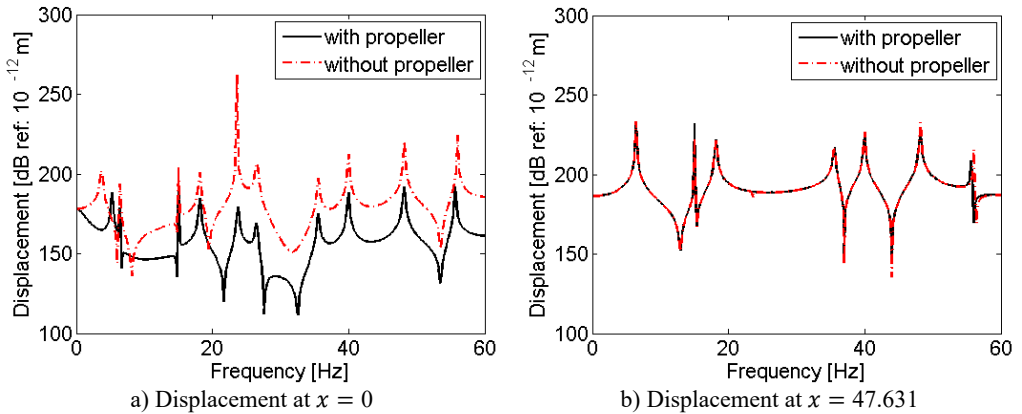 300
250
200
150
100
Displacement [dB ref: 10 -12 m]
with propeller
without propeller
0
20
40
60
Frequency [Hz]
a) Displacement at x = 0
300
250
200
150
100
Displacement [dB ref: 10 -12 m]
with propeller
without propeller
0
20
40
60
Frequency [Hz]
b) Displacement at x = 47.631